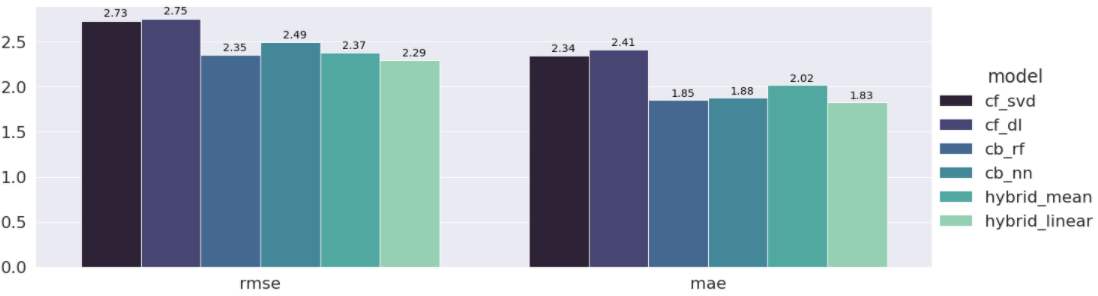 2.73 2.75 2.35 2.49 2.37 2.29 2.34 2.41 1.85 1.88 2.02 1.83
2.5
2.0
1.5
1.0
0.5
0.0
rmse mae
model
cf_svd
cf_dl
cb_rf
cb_nn
hybrid_mean
hybrid_linear